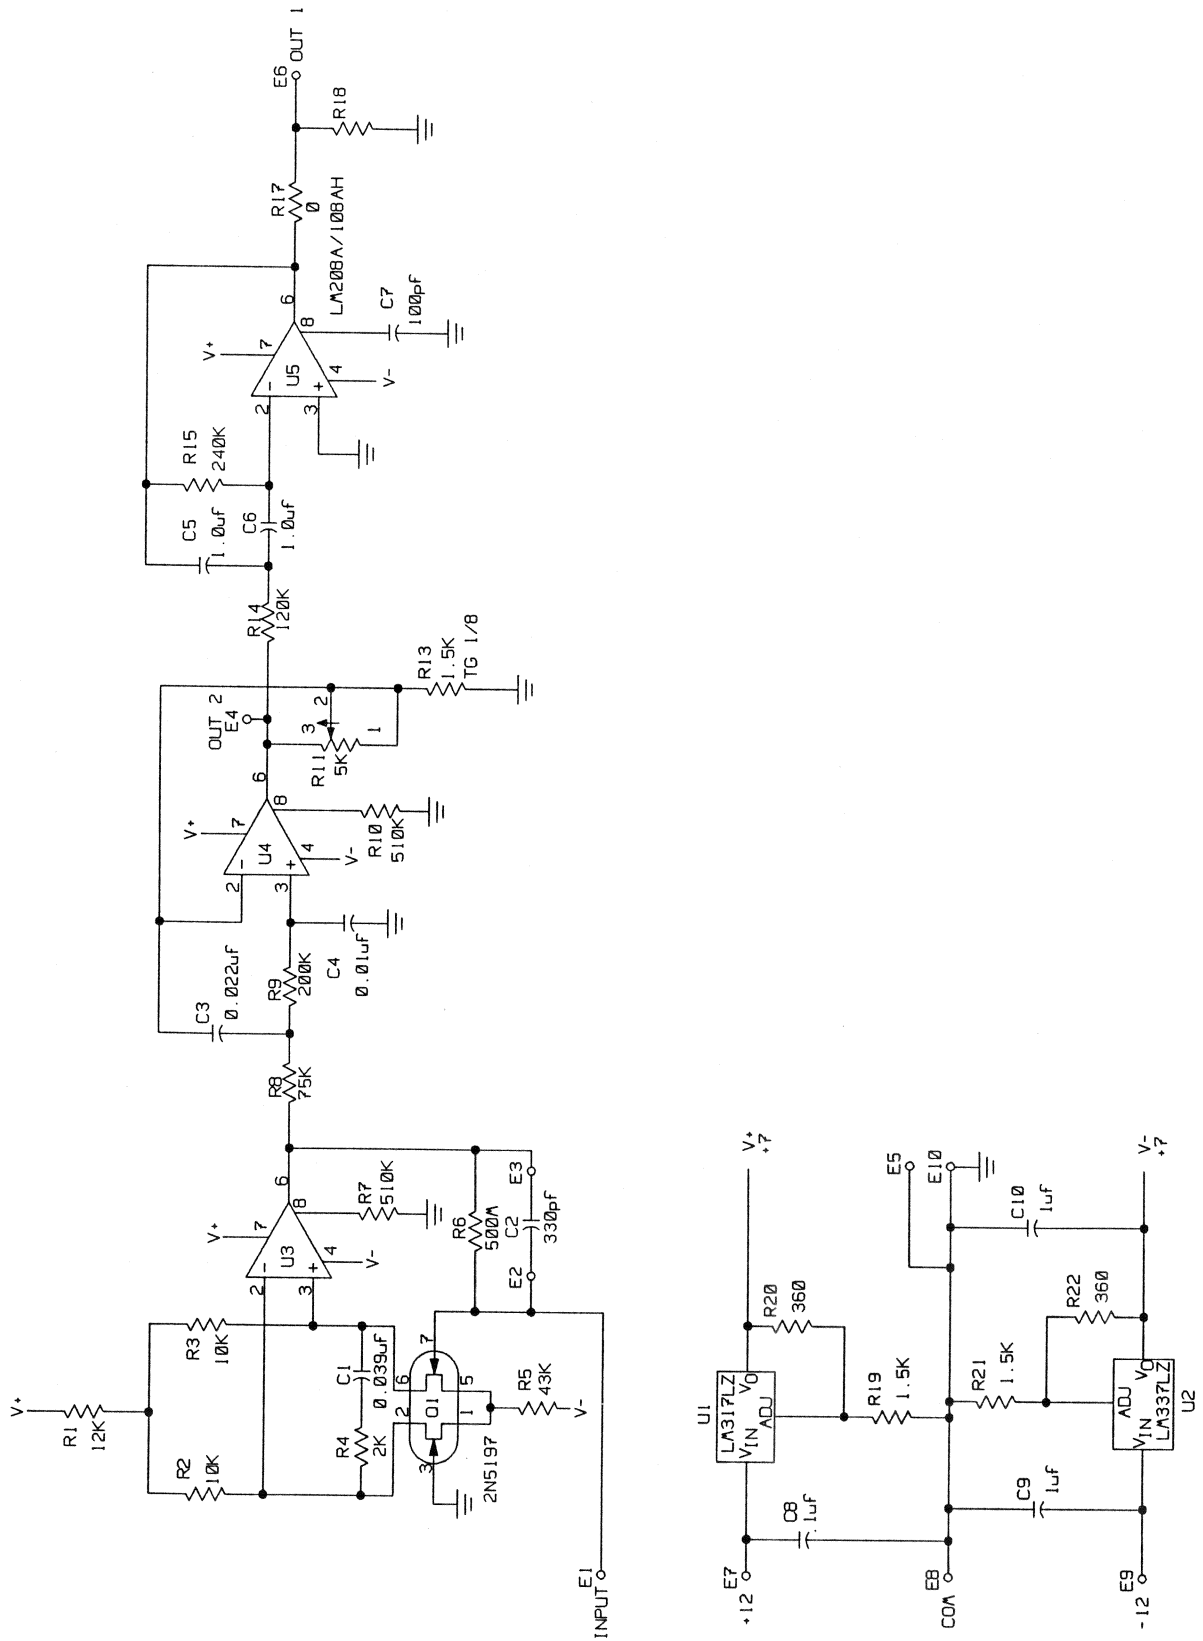 V+
R1
12K
R2
10K
R3
10K
R4
2K
C1
0.039uf
2
6
3
Q1
7
1
5
2N5197
R5
43K
V-
INPUT
E1
V+
2
-
7
U3
6
3
+
8
4
V-
R7
510K
R6
500M
E2
C2
330pf
E3
R8
75K
C3
0.022uf
R9
200K
C4
0.01uf
V+
2
-
7
U4
6
3
+
8
4
V-
R10
510K
OUT 2
E4
R11
5K
3
2
1
R13
1.5K
TG 1/8
R14
120K
C5
1.0uf
C6
1.0uf
R15
240K
V+
2
-
7
U5
6
3
+
8
4
V-
LM208A/108AH
C7
100pf
R17
0
R18
E6
OUT 1
+12
E7
C8
.1uf
U1
LM317LZ
VIN
VO
ADJ
R20
360
R19
1.5K
V+
+7
COM
E8
E5
E10
R21
1.5K
R22
360
C9
1uf
C10
1uf
ADJ
VIN
VO
LM337LZ
U2
-12
E9
V-
+7